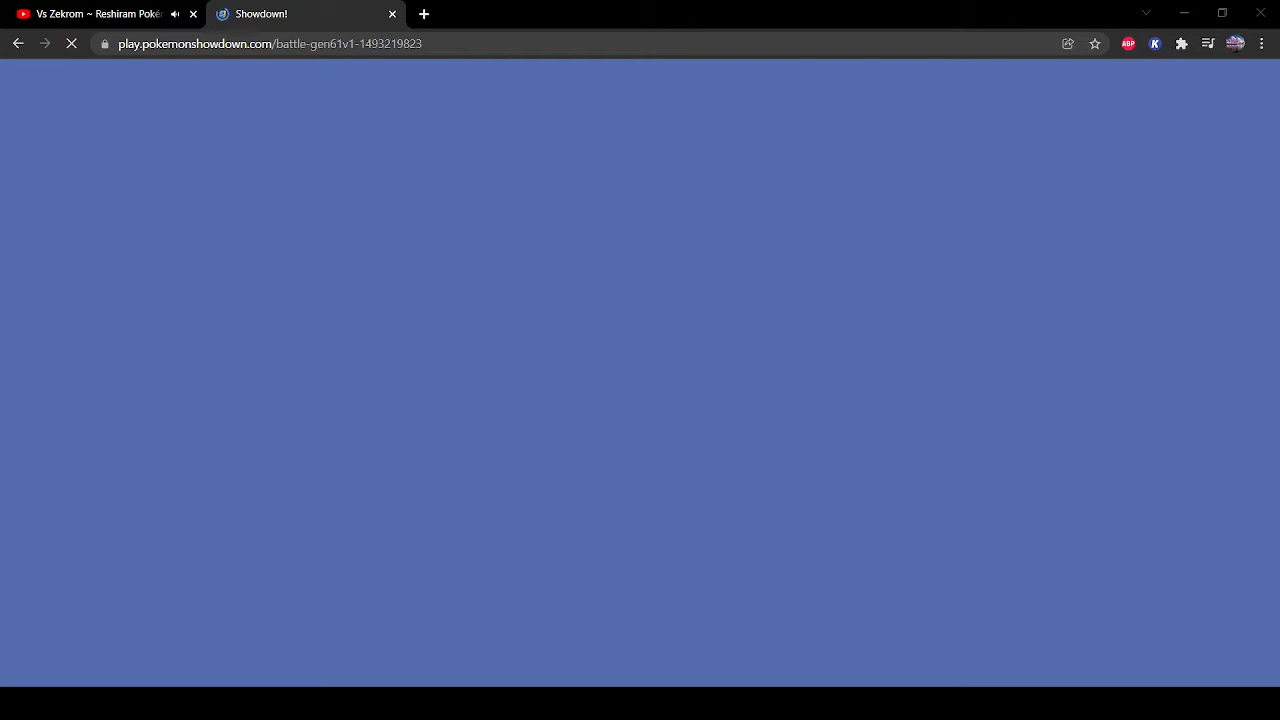 Vs Zekrom ~ Reshiram Poké
Showdown!
play.pokemonshowdown.com/battle-gen61v1-1493219823
ABP
K